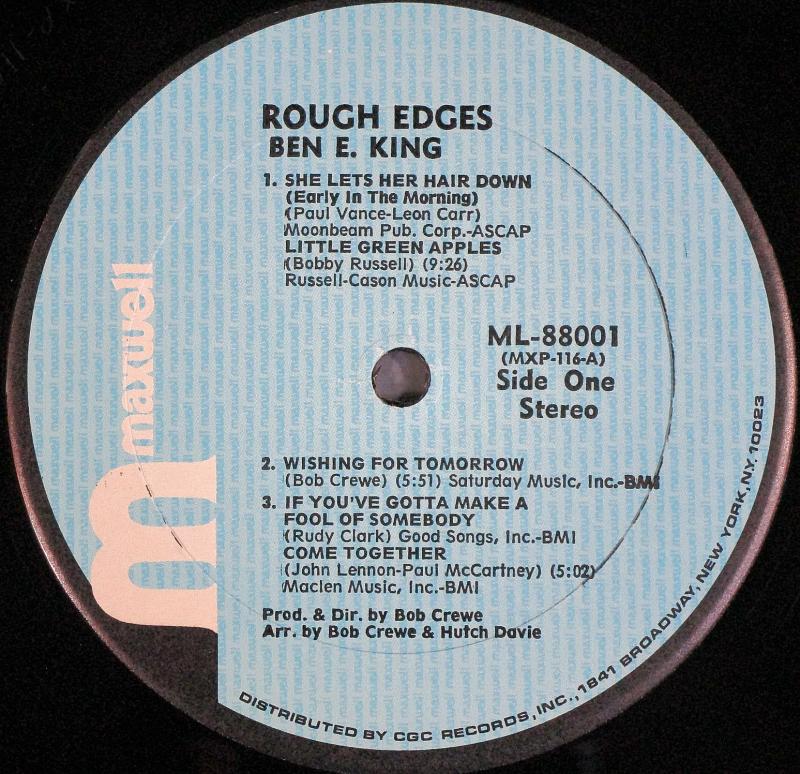 ROUGH EDGES
BEN E. KING
1. SHE LETS HER HAIR DOWN
(Early In The Morning)
(Paul Vance-Leon Carr)
Moonbeam Pub. Corp.-ASCAP
LITTLE GREEN APPLES
(Bobby Russell) (9:26)
Russell-Cason Music-ASCAP
maxwell
m
ML-88001
(MXP-116-A)
Side One
Stereo
2. WISHING FOR TOMORROW
(Bob Crewe) (5:51) Saturday Music, Inc.-BMI
3. IF YOU'VE GOTTA MAKE A
FOOL OF SOMEBODY
(Rudy Clark) Good Songs, Inc.-BMI
COME TOGETHER
(John Lennon-Paul McCartney) (5:02)
Maclen Music, Inc.-BMI
Prod. & Dir. by Bob Crewe
Arr. by Bob Crewe & Hutch Davie
DISTRIBUTED BY CGC RECORDS, INC., 1841 BROADWAY, NEW YORK, N.Y. 10023